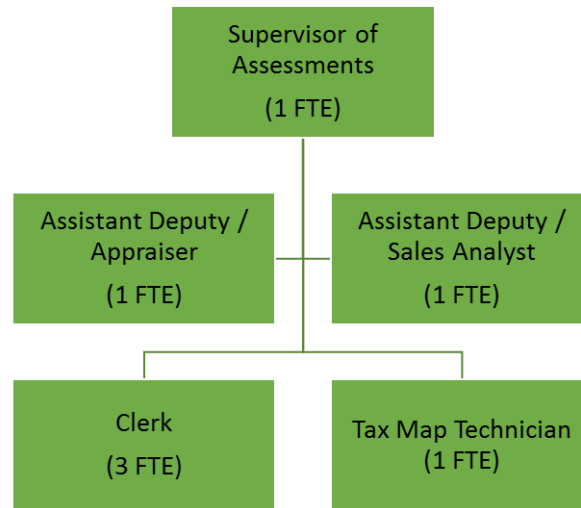 Supervisor of
Assessments
(1 FTE)
Assistant Deputy /
Appraiser
(1 FTE)
Assistant Deputy /
Sales Analyst
(1 FTE)
Clerk
(3 FTE)
Tax Map Technician
(1 FTE)